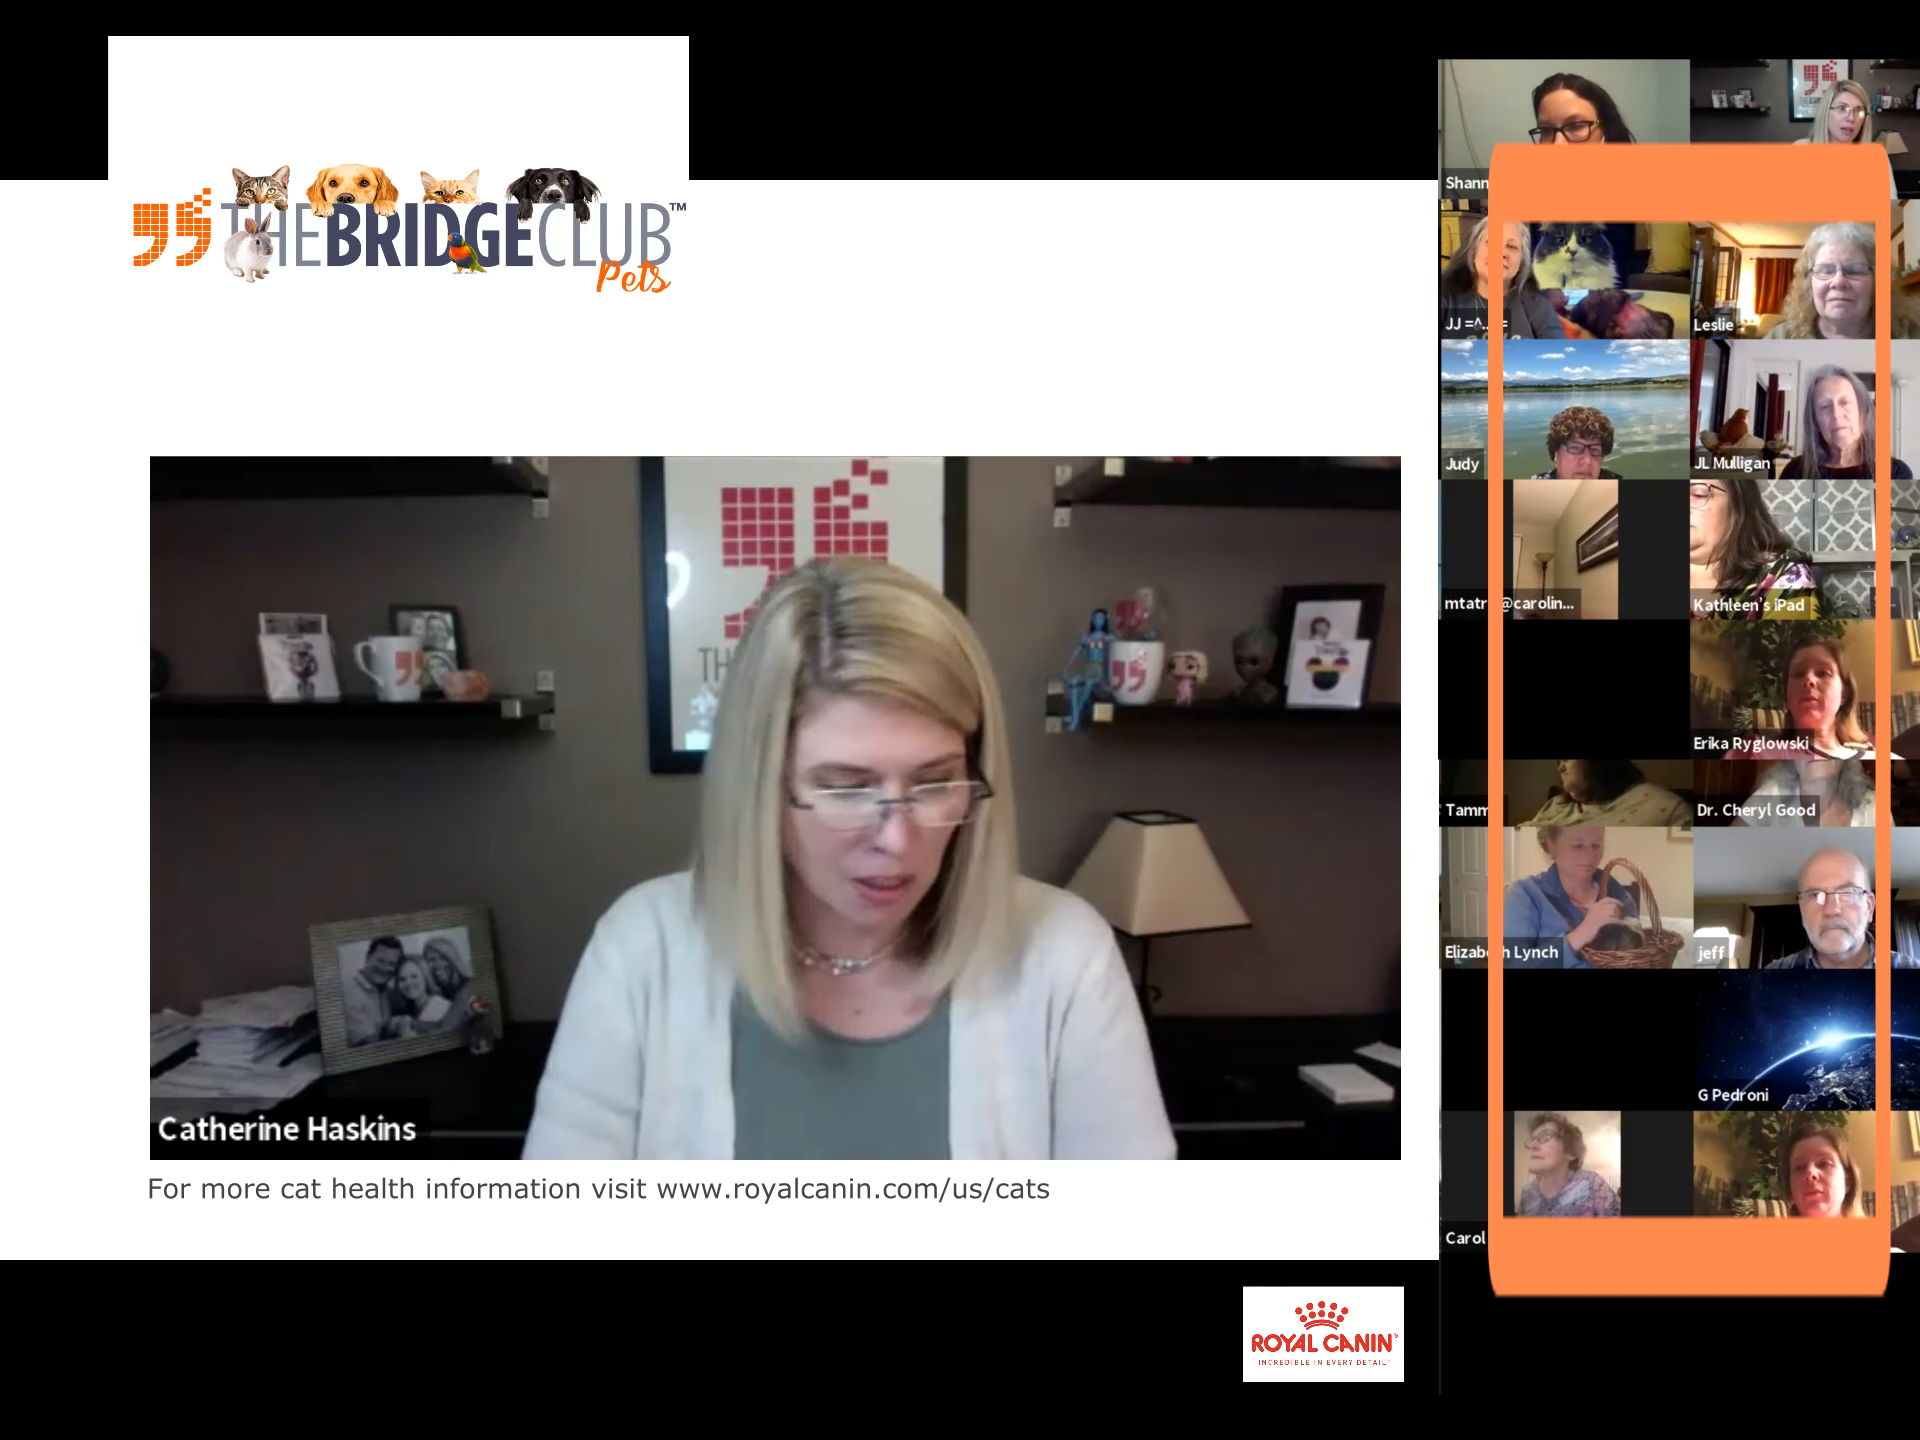 THEBRIDGECLUB™
Pets
Catherine Haskins
For more cat health information visit www.royalcanin.com/us/cats
ROYAL CANIN®
INCREDIBLE IN EVERY DETAIL™
Shann
JJ =^..^=
Leslie
Judy
JL Mulligan
@carolin...
Kathleen's iPad
Erika Ryglowski
Tamm
Dr. Cheryl Good
Lynch
jeff
G Pedroni
Carol